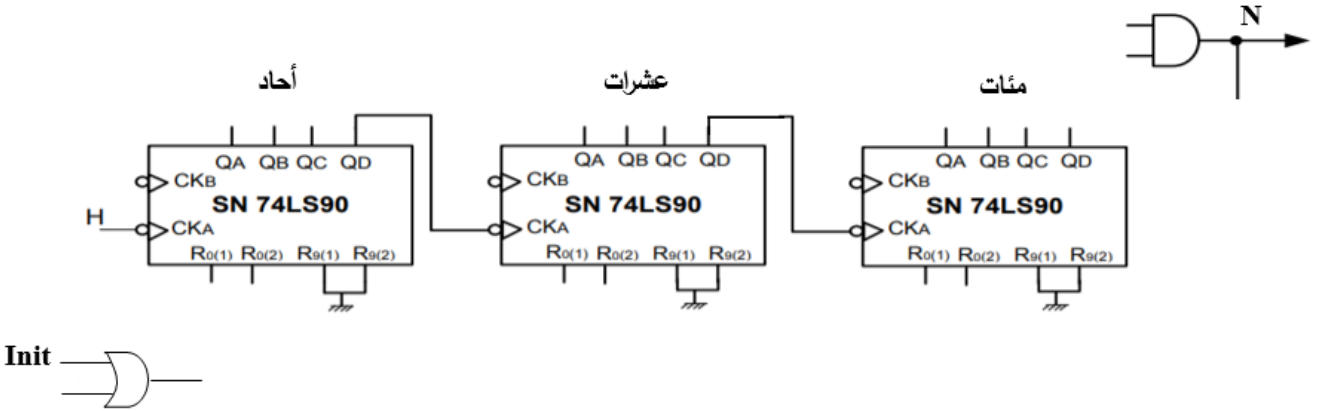 N
أحاد عشرات مئات
QA QB QC QD QA QB QC QD QA QB QC QD
CKB CKB CKB
SN 74LS90 SN 74LS90 SN 74LS90
H CKA CKA CKA
R0(1) R0(2) R9(1) R9(2) R0(1) R0(2) R9(1) R9(2) R0(1) R0(2) R9(1) R9(2)
Init